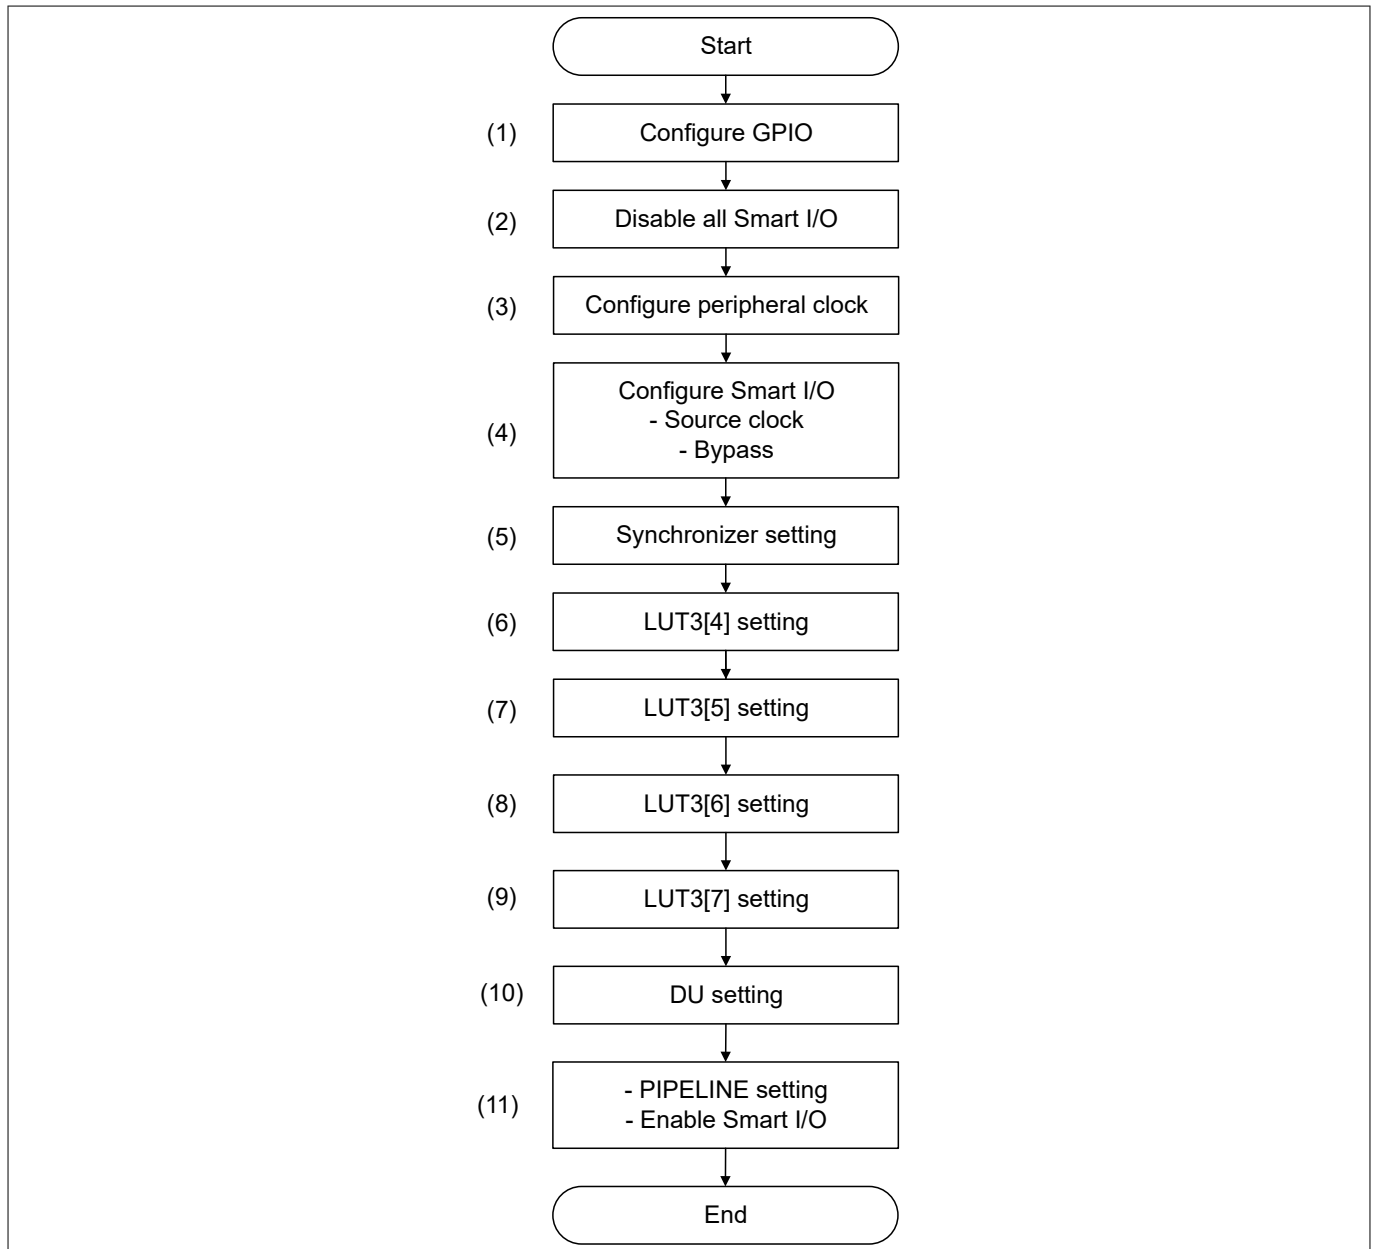 Start
(1)
Configure GPIO
(2)
Disable all Smart I/O
(3)
Configure peripheral clock
(4)
Configure Smart I/O
- Source clock
- Bypass
(5)
Synchronizer setting
(6)
LUT3[4] setting
(7)
LUT3[5] setting
(8)
LUT3[6] setting
(9)
LUT3[7] setting
(10)
DU setting
(11)
- PIPELINE setting
- Enable Smart I/O
End